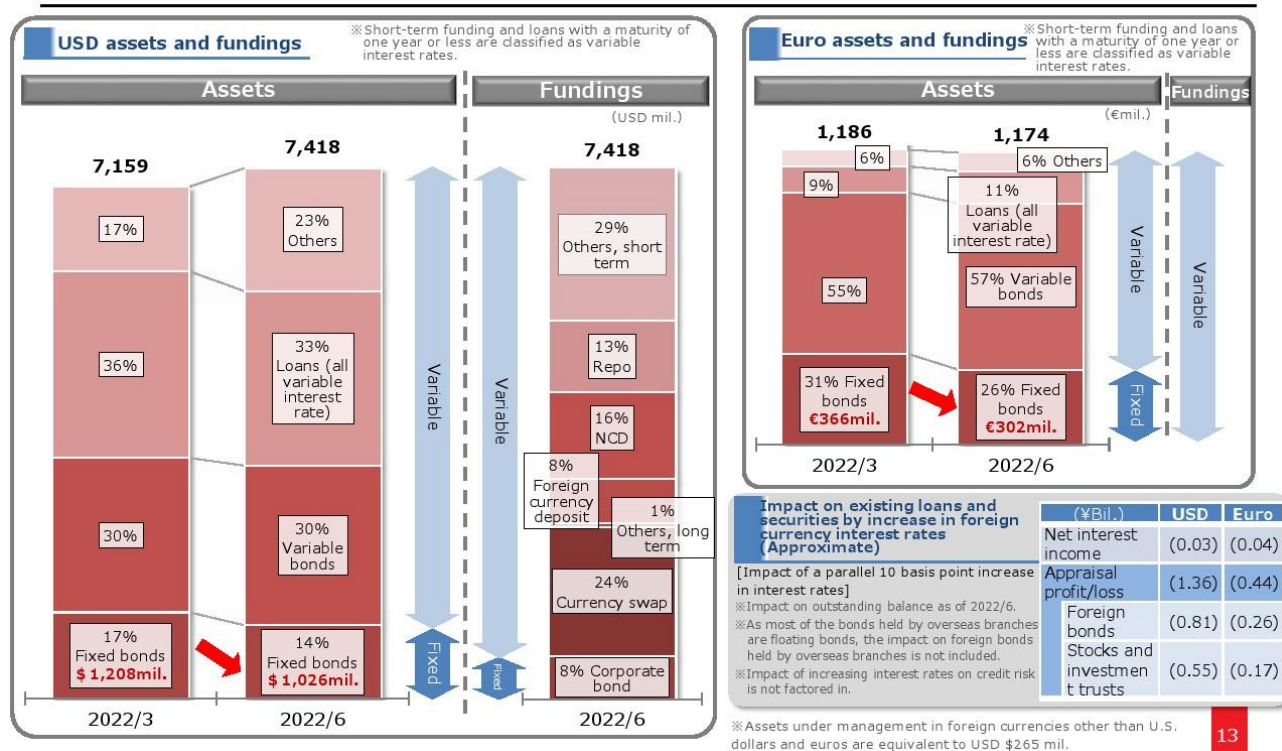 USD assets and fundings
※Short-term funding and loans with a maturity of
one year or less are classified as variable
interest rates.
Assets
Fundings
(USD mil.)
7,159
7,418
7,418
17%
36%
30%
17%
Fixed bonds
$ 1,208mil.
23%
Others
33%
Loans (all
variable
interest
rate)
30%
Variable
bonds
14%
Fixed bonds
$ 1,026mil.
Variable
Fixed
Variable
Fixed
29%
Others, short
term
13%
Repo
16%
NCD
8%
Foreign
currency
deposit
1%
Others, long
term
24%
Currency swap
8% Corporate
bond
2022/3
2022/6
2022/6
Euro assets and fundings
※Short-term funding and loans
with a maturity of one year or
less are classified as variable
interest rates.
Assets
Fundings
(€mil.)
1,186
1,174
6%
9%
55%
31% Fixed
bonds
€366mil.
6% Others
11%
Loans (all
variable
interest rate)
57% Variable
bonds
26% Fixed
bonds
€302mil.
Variable
Fixed
Variable
2022/3
2022/6
Impact on existing loans and
securities by increase in foreign
currency interest rates
(Approximate)
[Impact of a parallel 10 basis point increase
in interest rates]
※Impact on outstanding balance as of 2022/6.
※As most of the bonds held by overseas branches
are floating bonds, the impact on foreign bonds
held by overseas branches is not included.
※Impact of increasing interest rates on credit risk
is not factored in.
(¥Bil.) USD Euro
Net interest
income (0.03) (0.04)
Appraisal
profit/loss (1.36) (0.44)
Foreign
bonds (0.81) (0.26)
Stocks and
investmen
t trusts (0.55) (0.17)
※Assets under management in foreign currencies other than U.S.
dollars and euros are equivalent to USD $265 mil.
13